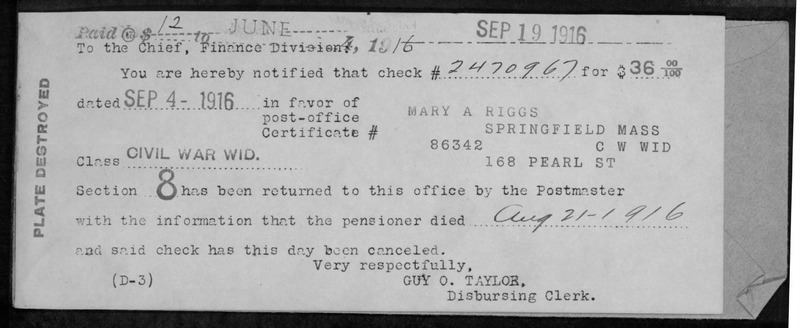 Paid @ $ 12 to JUNE SEP 19 1916
To the Chief, Finance Division, 1916
You are hereby notified that check # 2470967 for $36 00/100
dated SEP 4- 1916 in favor of MARY A RIGGS
post-office SPRINGFIELD MASS
Certificate # 86342 C W WID
Class CIVIL WAR WID. 168 PEARL ST
Section 8 has been returned to this office by the Postmaster
with the information that the pensioner died Aug 21-1916
and said check has this day been canceled.
Very respectfully,
(D-3) GUY O. TAYLOR,
Disbursing Clerk.
PLATE DESTROYED